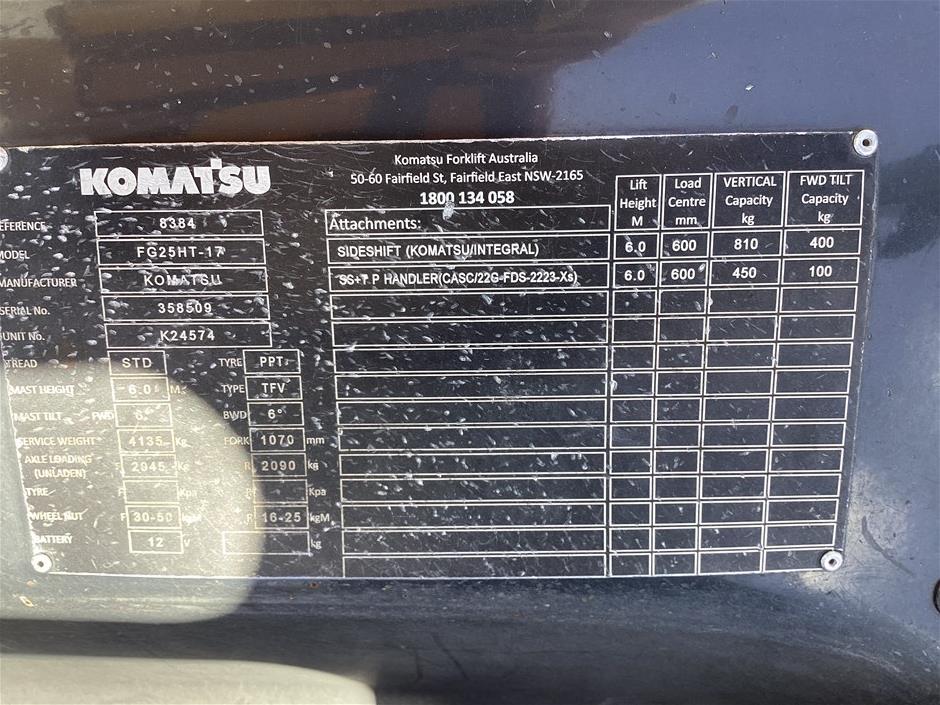 KOMATSU
Komatsu Forklift Australia
50-60 Fairfield St, Fairfield East NSW-2165
1800 134 058
REFERENCE 8384
MODEL FG25HT-17
MANUFACTURER KOMATSU
SERIAL No. 358509
UNIT No. K24574
TREAD STD TYRE PPT
MAST HEIGHT 6.0 M TYPE TFV
MAST TILT FWD 6° BWD 6°
SERVICE WEIGHT 4135 Kg FORK 1070 mm
AXLE LOADING (UNLADEN) F 2045 Kg R 2090 kg
TYRE F Kpa R Kpa
WHEEL NUT F 30-50 R 16-25 kgM
BATTERY 12 V kg
Attachments: Lift Height M Load Centre mm VERTICAL Capacity kg FWD TILT Capacity kg
SIDESHIFT (KOMATSU/INTEGRAL) 6.0 600 810 400
SS+T.P HANDLER(CASC/22G-FDS-2223-Xs) 6.0 600 450 100